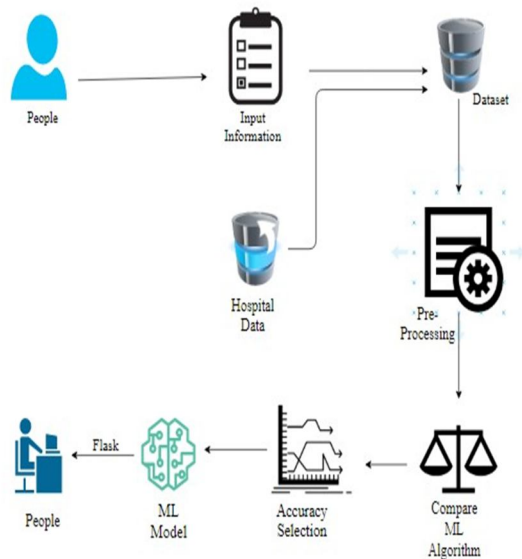 People
Input
Information
Dataset
Hospital
Data
Pre-
Processing
Compare
ML
Algorithm
Accuracy
Selection
ML
Model
Flask
People